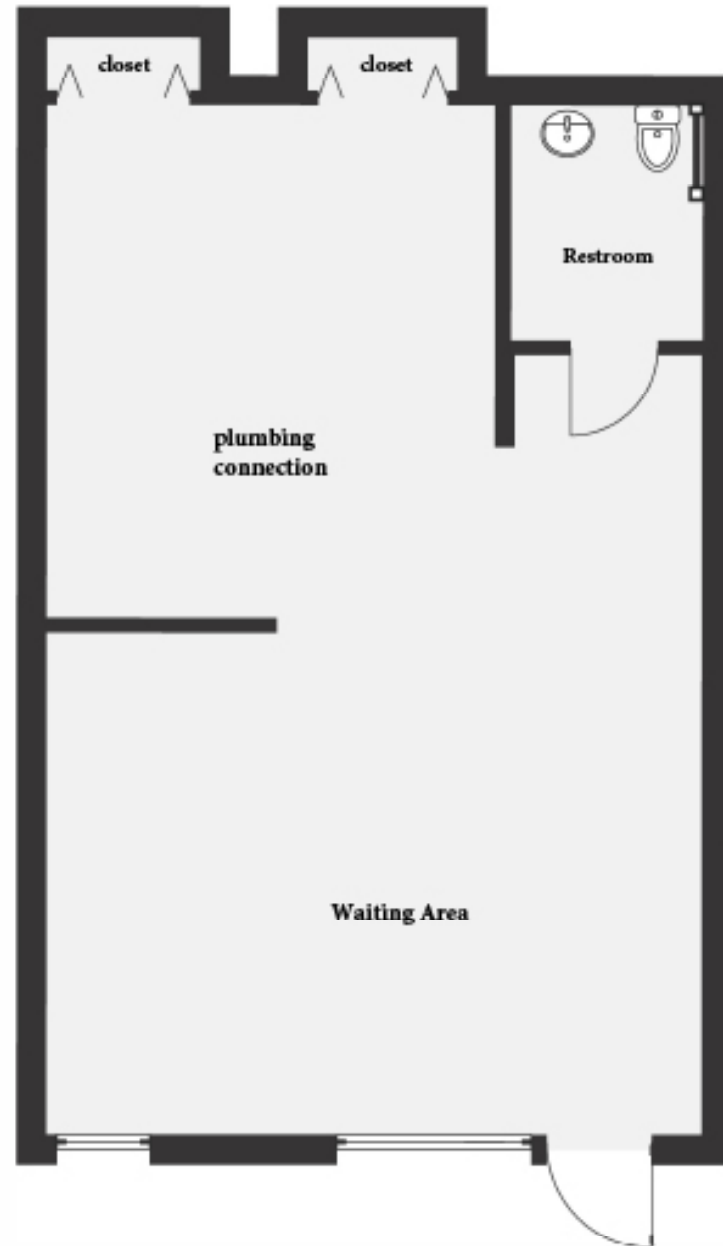 closet
closet
Restroom
plumbing
connection
Waiting Area